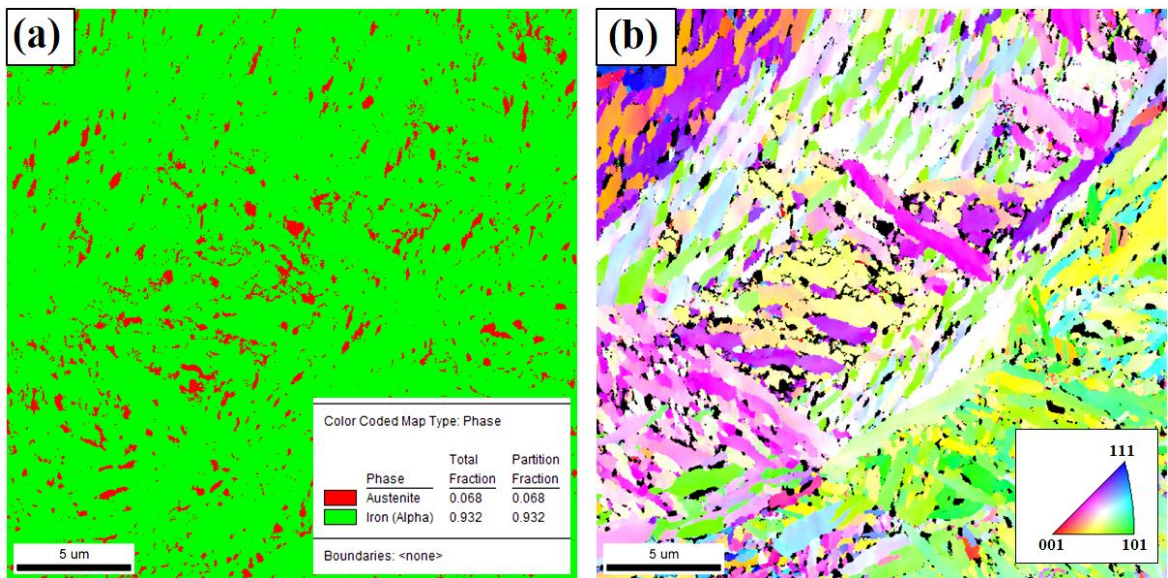 (a)
Color Coded Map Type: Phase
Total Partition
Phase Fraction Fraction
Austenite 0.068 0.068
Iron (Alpha) 0.932 0.932
Boundaries: <none>
5 um
(b)
111
001 101
5 um